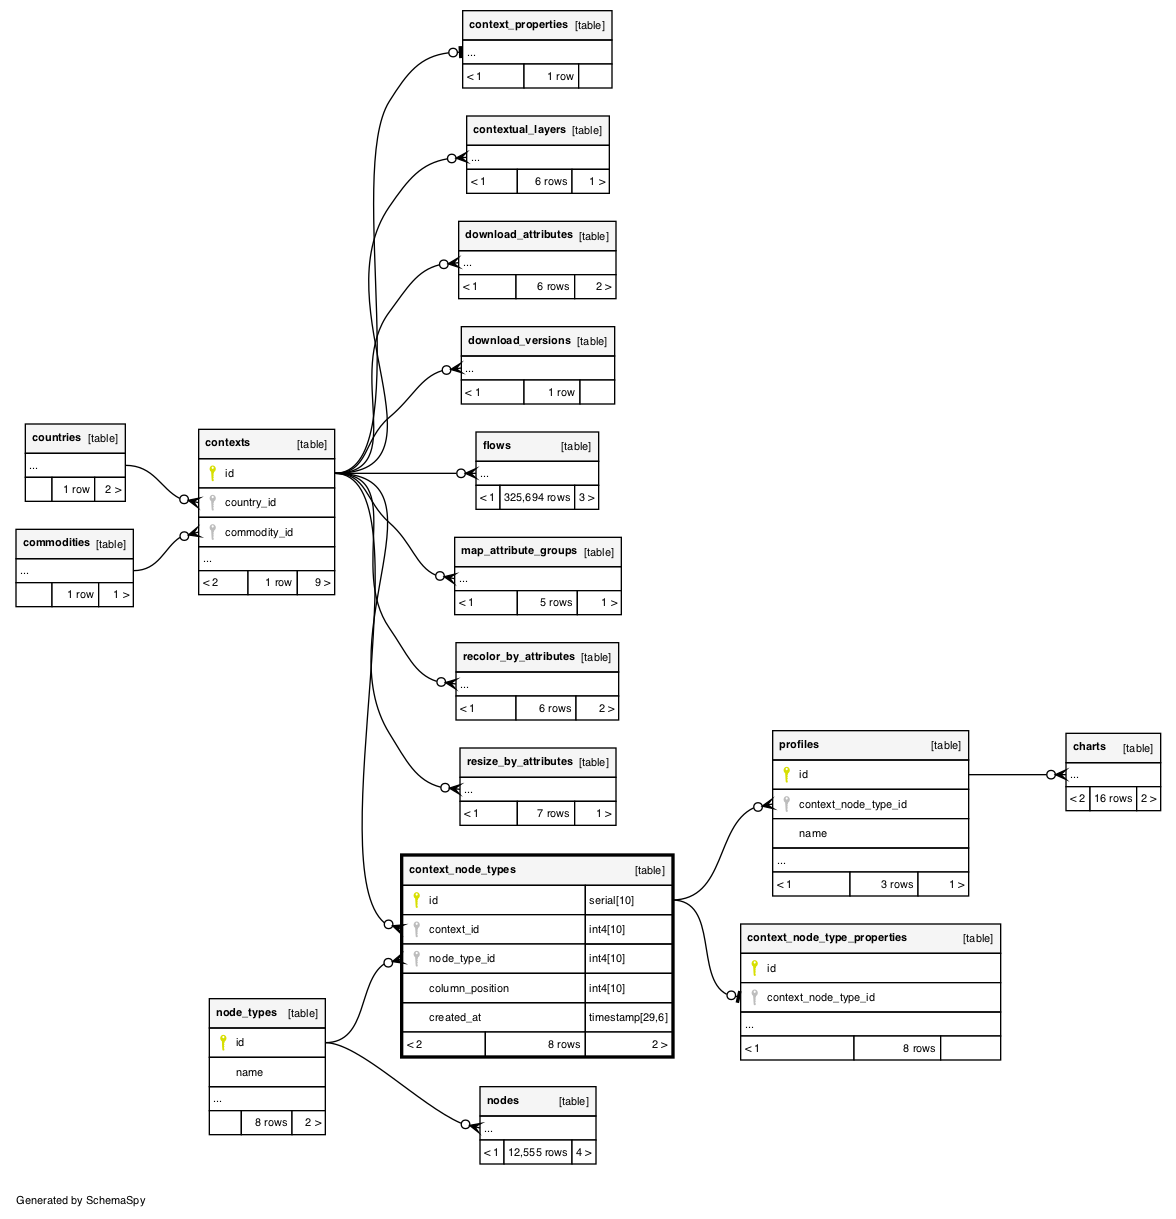 context_properties [table]
...
< 1 1 row
contextual_layers [table]
...
< 1 6 rows 1 >
download_attributes [table]
...
< 1 6 rows 2 >
download_versions [table]
...
< 1 1 row
countries [table]
...
1 row 2 >
commodities [table]
...
1 row 1 >
contexts [table]
id
country_id
commodity_id
...
< 2 1 row 9 >
flows [table]
...
< 1 325,694 rows 3 >
map_attribute_groups [table]
...
< 1 5 rows 1 >
recolor_by_attributes [table]
...
< 1 6 rows 2 >
resize_by_attributes [table]
...
< 1 7 rows 1 >
profiles [table]
id
context_node_type_id
name
...
< 1 3 rows 1 >
charts [table]
...
< 2 16 rows 2 >
context_node_types [table]
id serial[10]
context_id int4[10]
node_type_id int4[10]
column_position int4[10]
created_at timestamp[29,6]
< 2 8 rows 2 >
context_node_type_properties [table]
id
context_node_type_id
...
< 1 8 rows
node_types [table]
id
name
...
8 rows 2 >
nodes [table]
...
< 1 12,555 rows 4 >
Generated by SchemaSpy